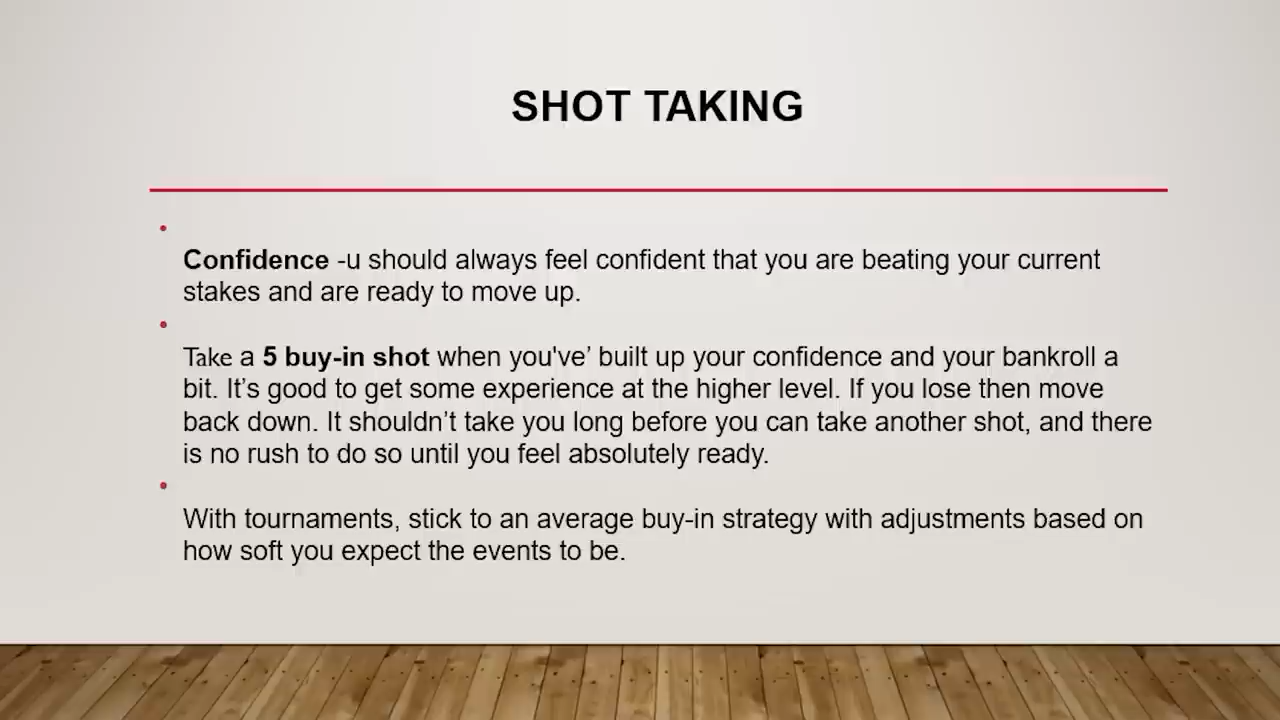 SHOT TAKING
•
Confidence -u should always feel confident that you are beating your current
stakes and are ready to move up.
•
Take a 5 buy-in shot when you've’ built up your confidence and your bankroll a
bit. It’s good to get some experience at the higher level. If you lose then move
back down. It shouldn’t take you long before you can take another shot, and there
is no rush to do so until you feel absolutely ready.
•
With tournaments, stick to an average buy-in strategy with adjustments based on
how soft you expect the events to be.